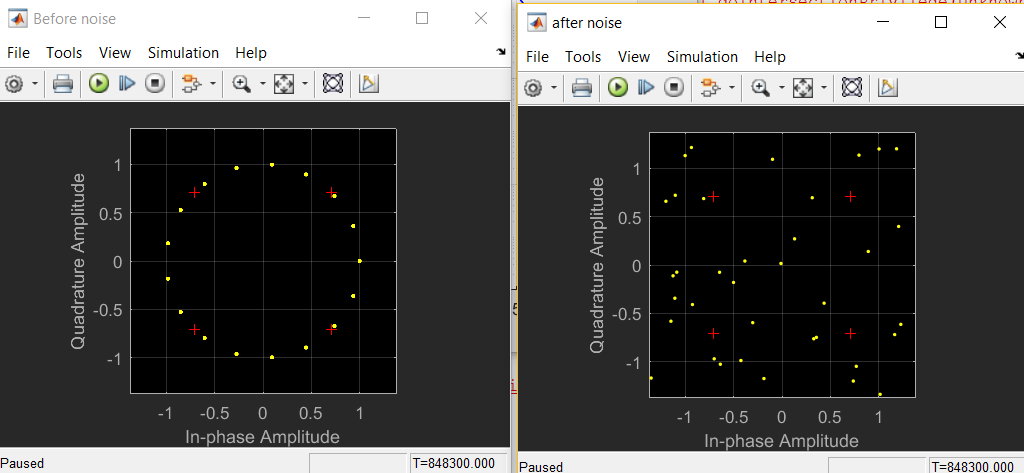 Before noise
File Tools View Simulation Help
1
0.5
0
-0.5
-1
Quadrature Amplitude
-1 -0.5 0 0.5 1
In-phase Amplitude
Paused
T=848300.000
after noise
File Tools View Simulation Help
1
0.5
0
-0.5
-1
Quadrature Amplitude
-1 -0.5 0 0.5 1
In-phase Amplitude
Paused
T=848300.000